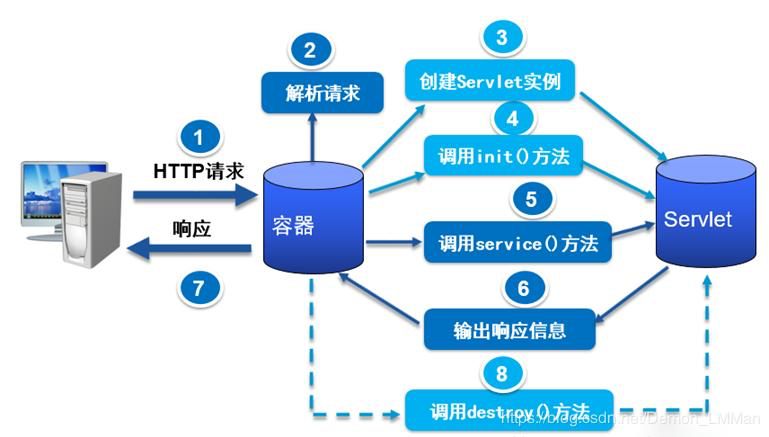 2
解析请求
3
创建Servlet实例
4
调用init()方法
1
HTTP请求
容器
响应
7
5
调用service()方法
Servlet
6
输出响应信息
8
调用destroy()方法
https://blog.csdn.net/Demon_LMMan